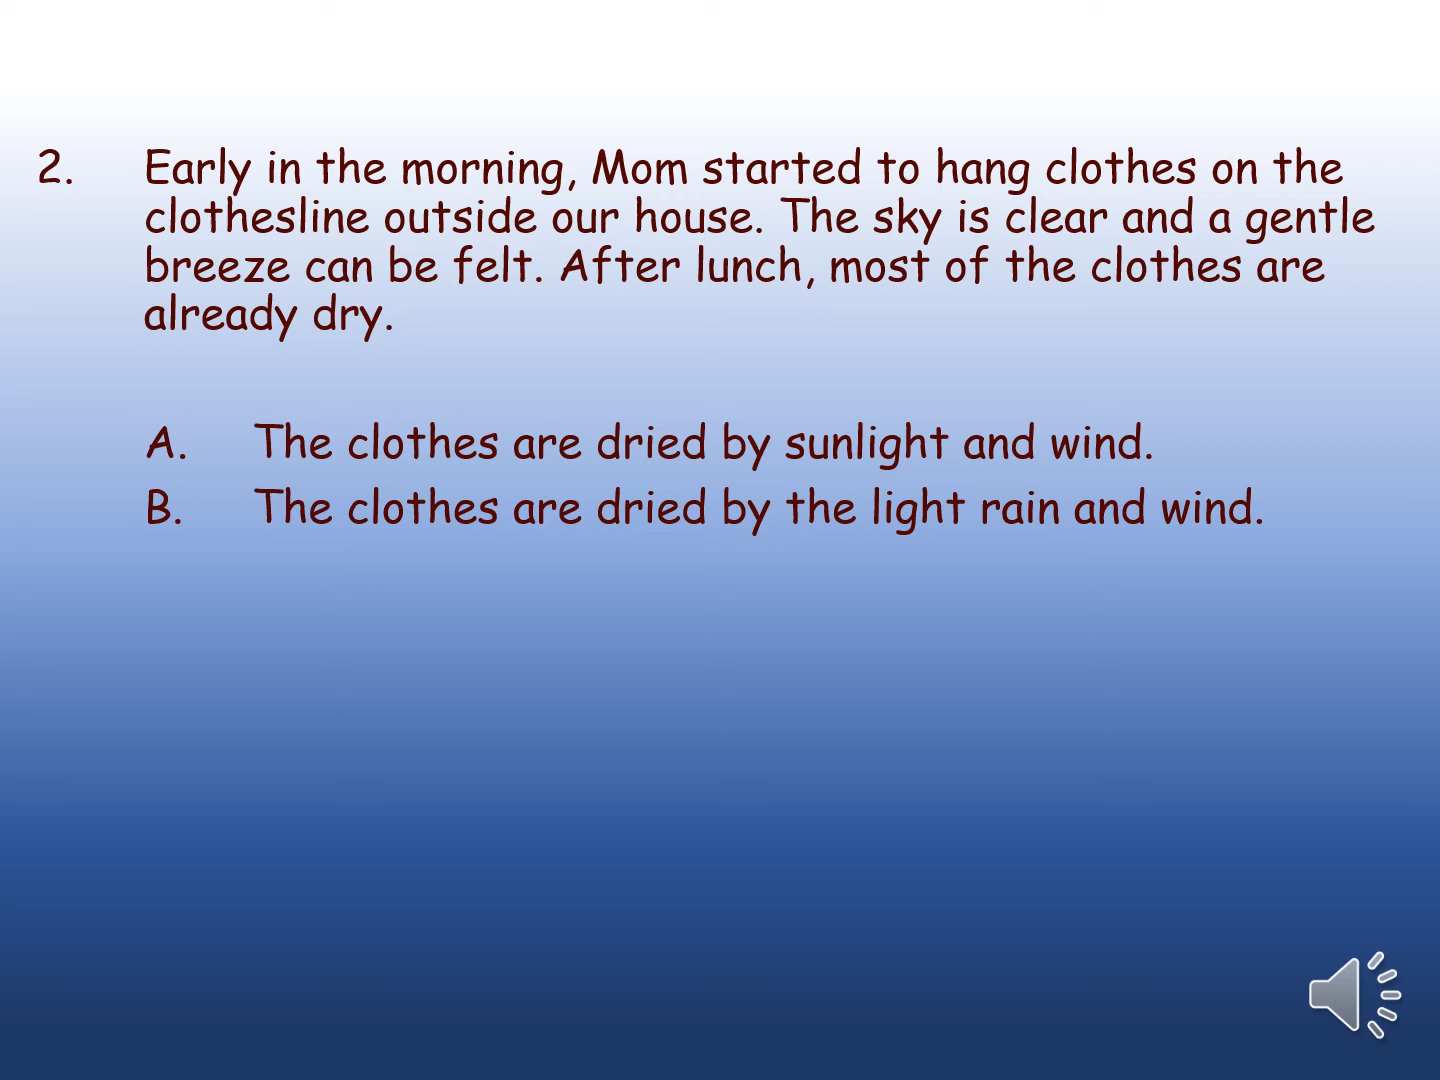 2. Early in the morning, Mom started to hang clothes on the
clothesline outside our house. The sky is clear and a gentle
breeze can be felt. After lunch, most of the clothes are
already dry.
A. The clothes are dried by sunlight and wind.
B. The clothes are dried by the light rain and wind.